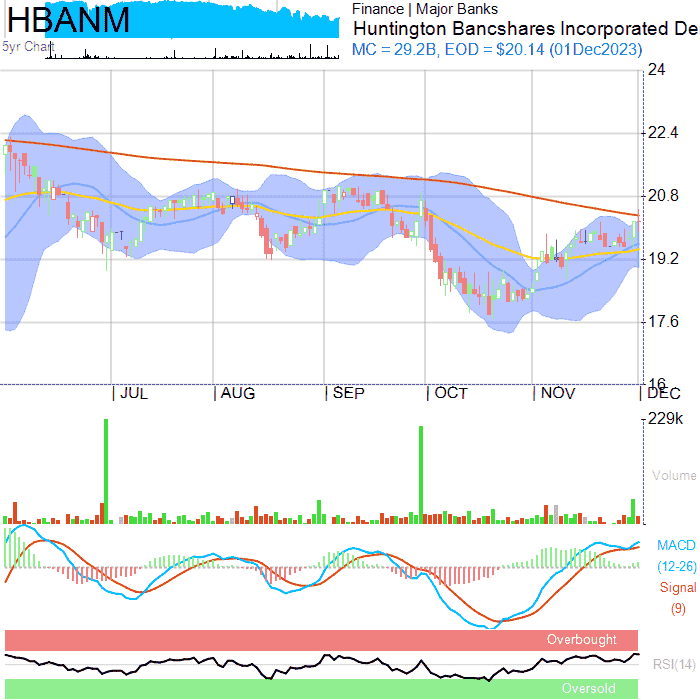 HBANM
Finance | Major Banks
Huntington Bancshares Incorporated De
5yr Chart
MC = 29.2B, EOD = $20.14 (01Dec2023)
24
22.4
20.8
19.2
17.6
16
JUL AUG SEP OCT NOV DEC
229k
Volume
MACD
(12-26)
Signal
(9)
Overbought
RSI(14)
Oversold